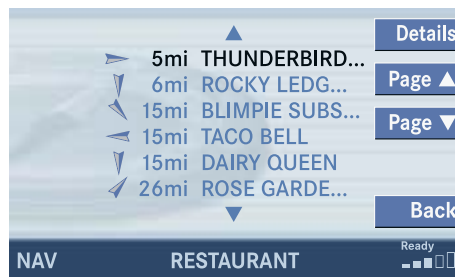 Details
5mi THUNDERBIRD...
6mi ROCKY LEDG...
Page ▲
15mi BLIMPIE SUBS...
Page ▼
15mi TACO BELL
15mi DAIRY QUEEN
26mi ROSE GARDE...
Back
NAV RESTAURANT Ready